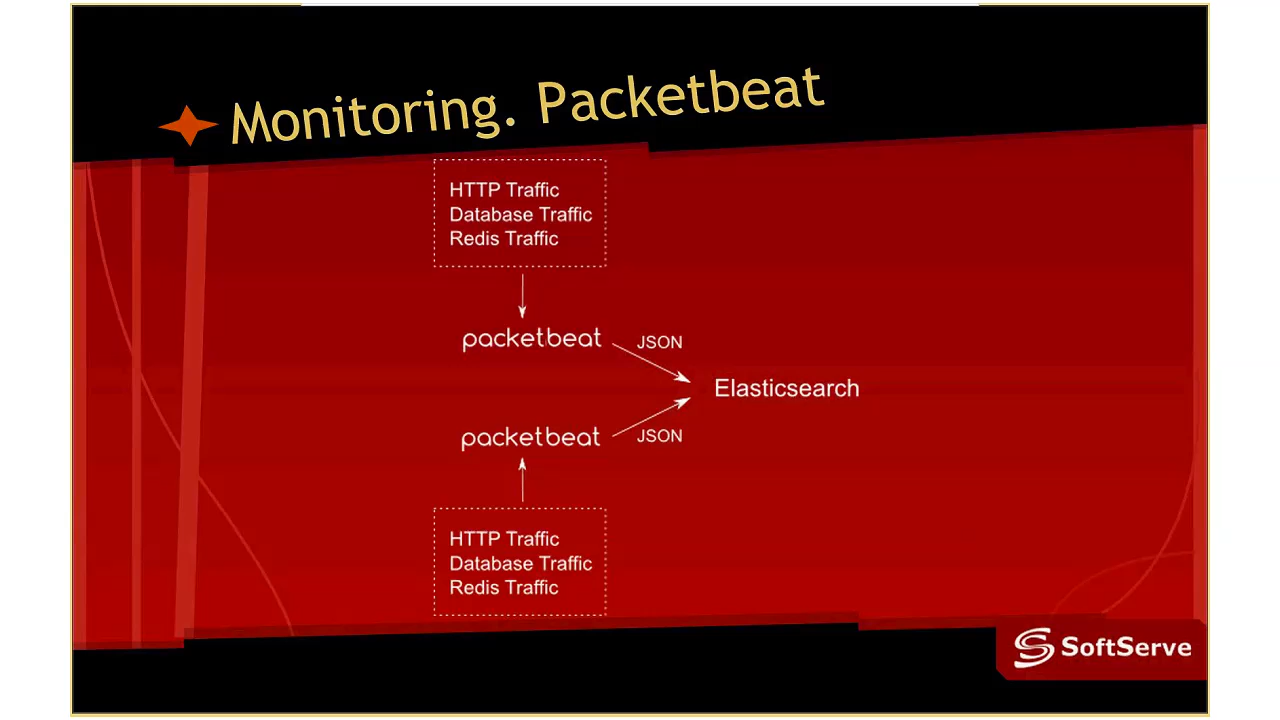 Monitoring. Packetbeat
HTTP Traffic
Database Traffic
Redis Traffic
packetbeat
JSON
Elasticsearch
packetbeat
JSON
HTTP Traffic
Database Traffic
Redis Traffic
SoftServe